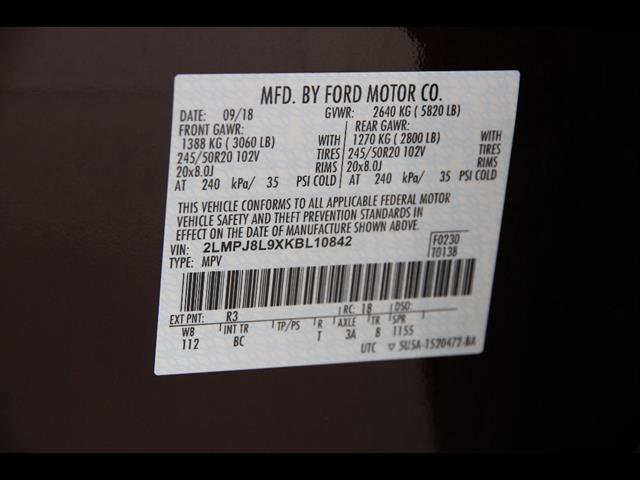 MFD. BY FORD MOTOR CO.
DATE: 09/18 GVWR: 2640 KG ( 5820 LB)
FRONT GAWR: REAR GAWR:
1388 KG ( 3060 LB) WITH 1270 KG ( 2800 LB) WITH
245/50R20 102V TIRES 245/50R20 102V TIRES
20x8.0J RIMS 20x8.0J RIMS
AT 240 kPa/ 35 PSI COLD AT 240 kPa/ 35 PSI COLD
THIS VEHICLE CONFORMS TO ALL APPLICABLE FEDERAL MOTOR
VEHICLE SAFETY AND THEFT PREVENTION STANDARDS IN
EFFECT ON THE DATE OF MANUFACTURE SHOWN ABOVE.
VIN: 2LMPJ8L9XKBL10842 F0230
TYPE: MPV T0138
EXT PNT: R3 RC: 18 DSO:
WB INT TR TP/PS R AXLE TR SPR
112 BC T 3A 8 1155
UTC ▽ 5U5A-1520472-BA